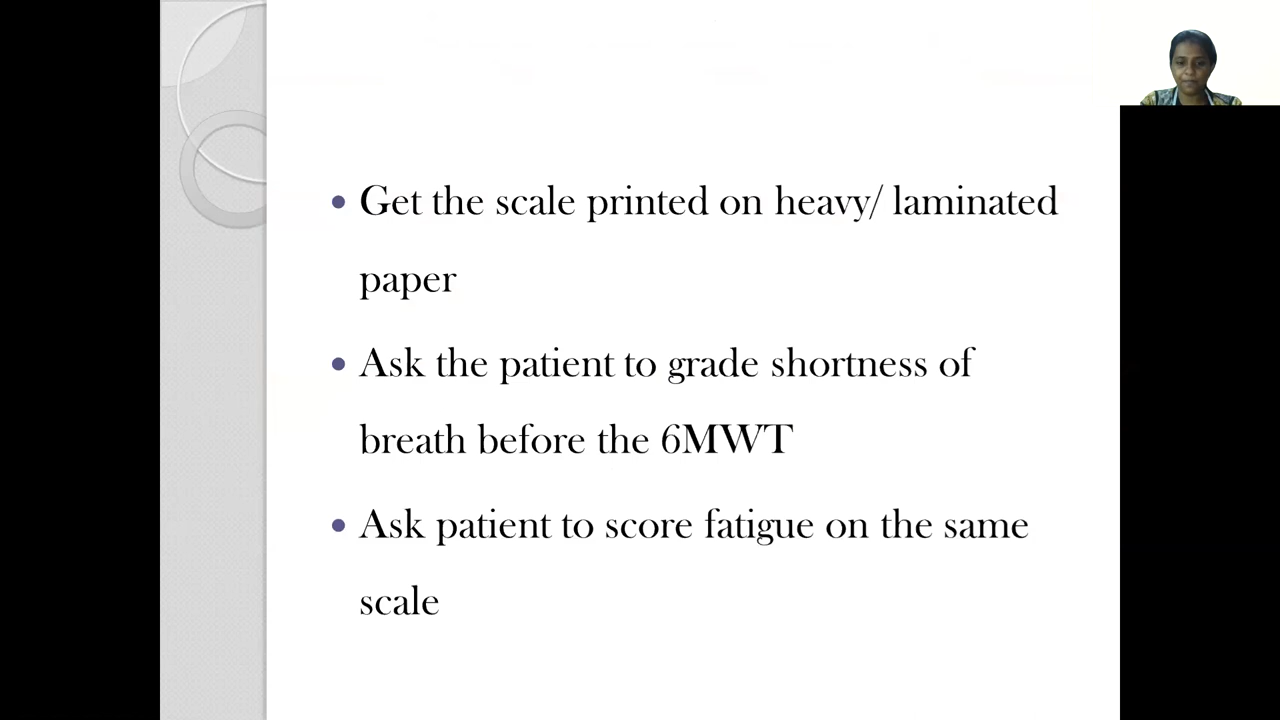 • Get the scale printed on heavy/ laminated
paper
• Ask the patient to grade shortness of
breath before the 6MWT
• Ask patient to score fatigue on the same
scale